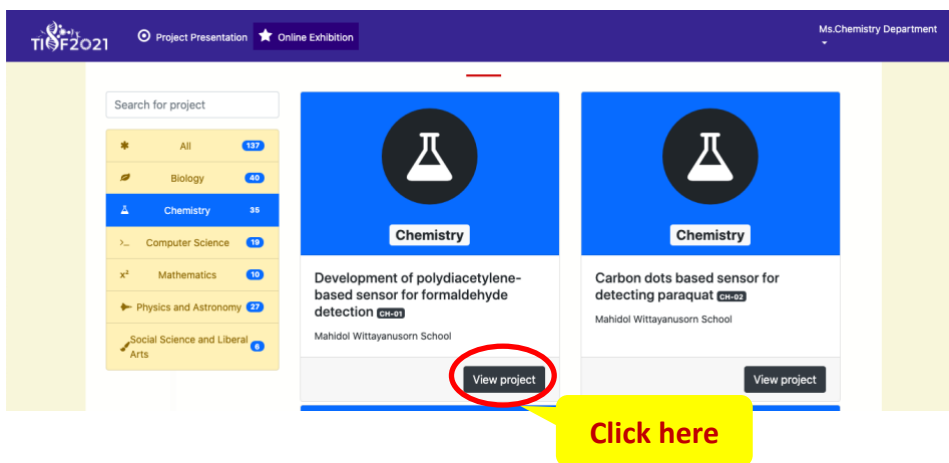 TISF2021
Project Presentation
Online Exhibition
Ms.Chemistry Department
Search for project
All 137
Biology 40
Chemistry 35
Computer Science 19
x² Mathematics 10
Physics and Astronomy 27
Social Science and Liberal
Arts 6
Chemistry
Development of polydiacetylene-
based sensor for formaldehyde
detection CH-01
Mahidol Wittayanusorn School
View project
Chemistry
Carbon dots based sensor for
detecting paraquat CH-02
Mahidol Wittayanusorn School
View project
Click here